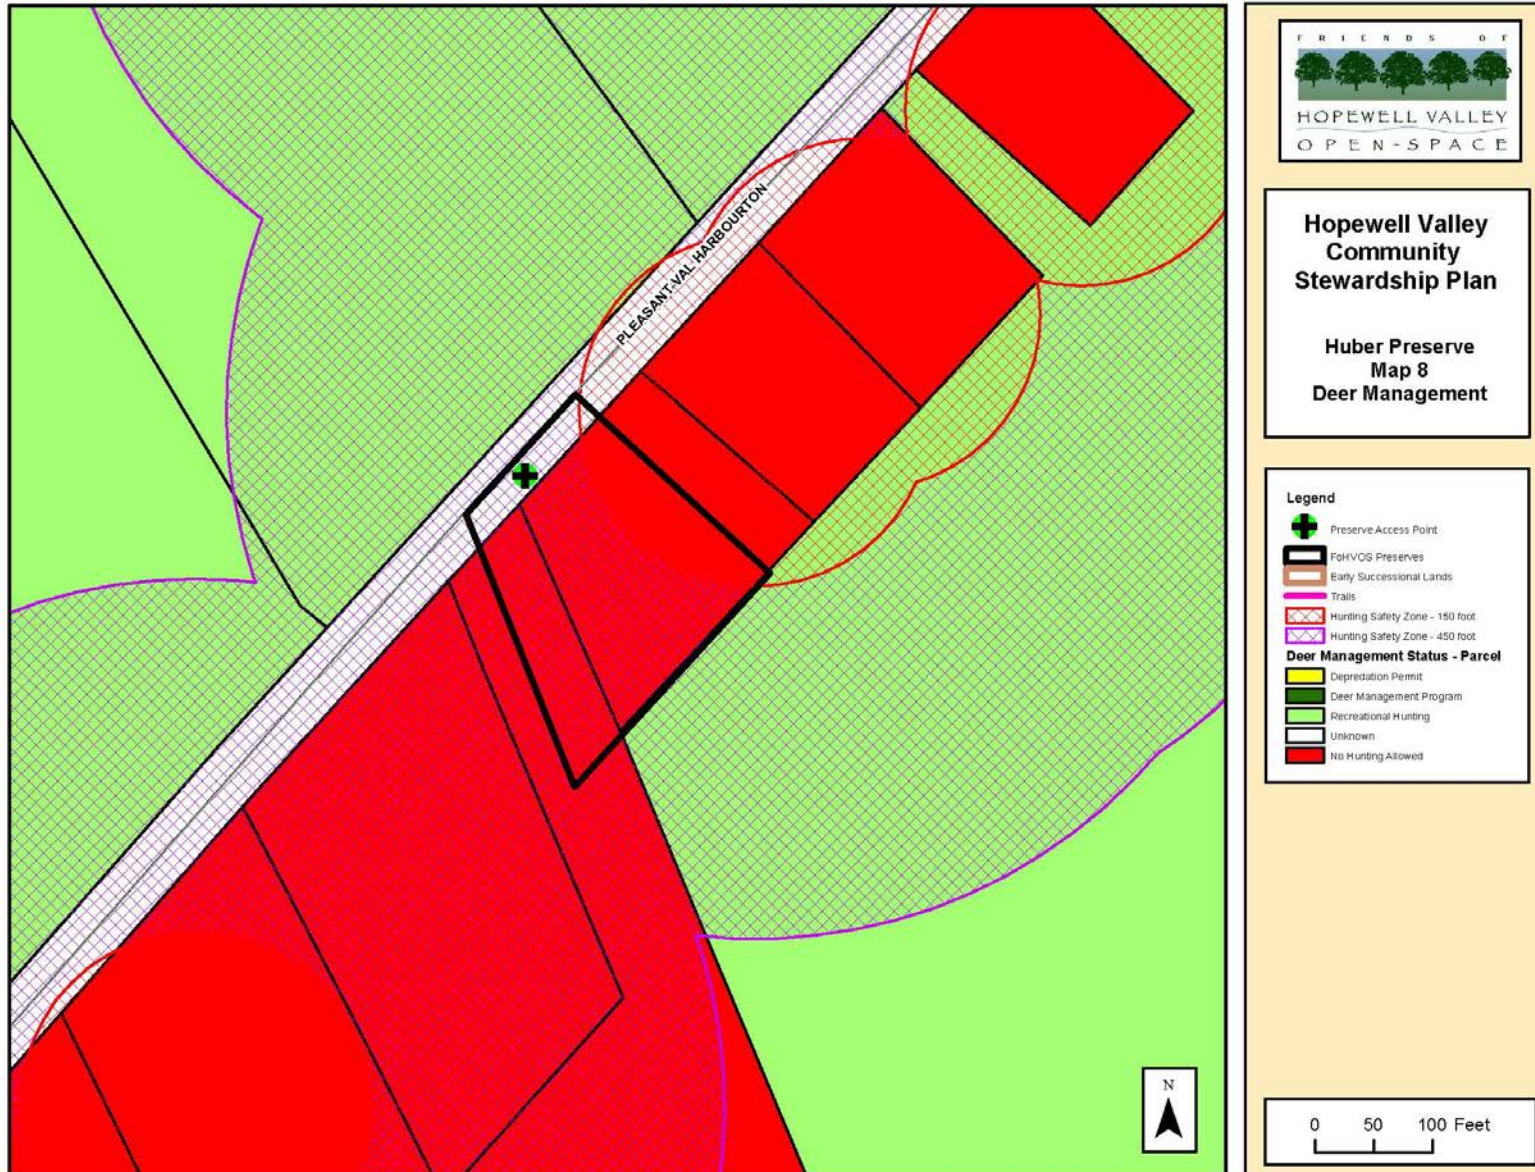 PLEASANT-VAL HARBOURTON
N
FRIENDS OF
HOPEWELL VALLEY
OPEN-SPACE
Hopewell Valley
Community
Stewardship Plan
Huber Preserve
Map 8
Deer Management
Legend
Preserve Access Point
FoHVOS Preserves
Early Successional Lands
Trails
Hunting Safety Zone - 150 foot
Hunting Safety Zone - 450 foot
Deer Management Status - Parcel
Depredation Permit
Deer Management Program
Recreational Hunting
Unknown
No Hunting Allowed
0 50 100 Feet